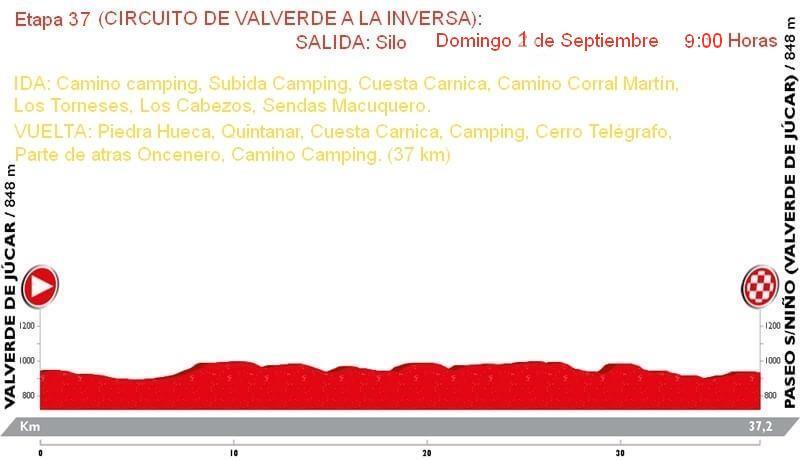 Etapa 37 (CIRCUITO DE VALVERDE A LA INVERSA):
SALIDA: Silo Domingo 1 de Septiembre 9:00 Horas
IDA: Camino camping, Subida Camping, Cuesta Carnica, Camino Corral Martín,
Los Torneses, Los Cabezos, Sendas Macuquero.
VUELTA: Piedra Hueca, Quintanar, Cuesta Carnica, Camping, Cerro Telégrafo,
Parte de atras Oncenero, Camino Camping. (37 km)
VALVERDE DE JÚCAR / 848 m
PASEO S/NIÑO (VALVERDE DE JÚCAR) / 848 m
1200
1000
800
1200
1000
800
Km 37,2
0 10 20 30